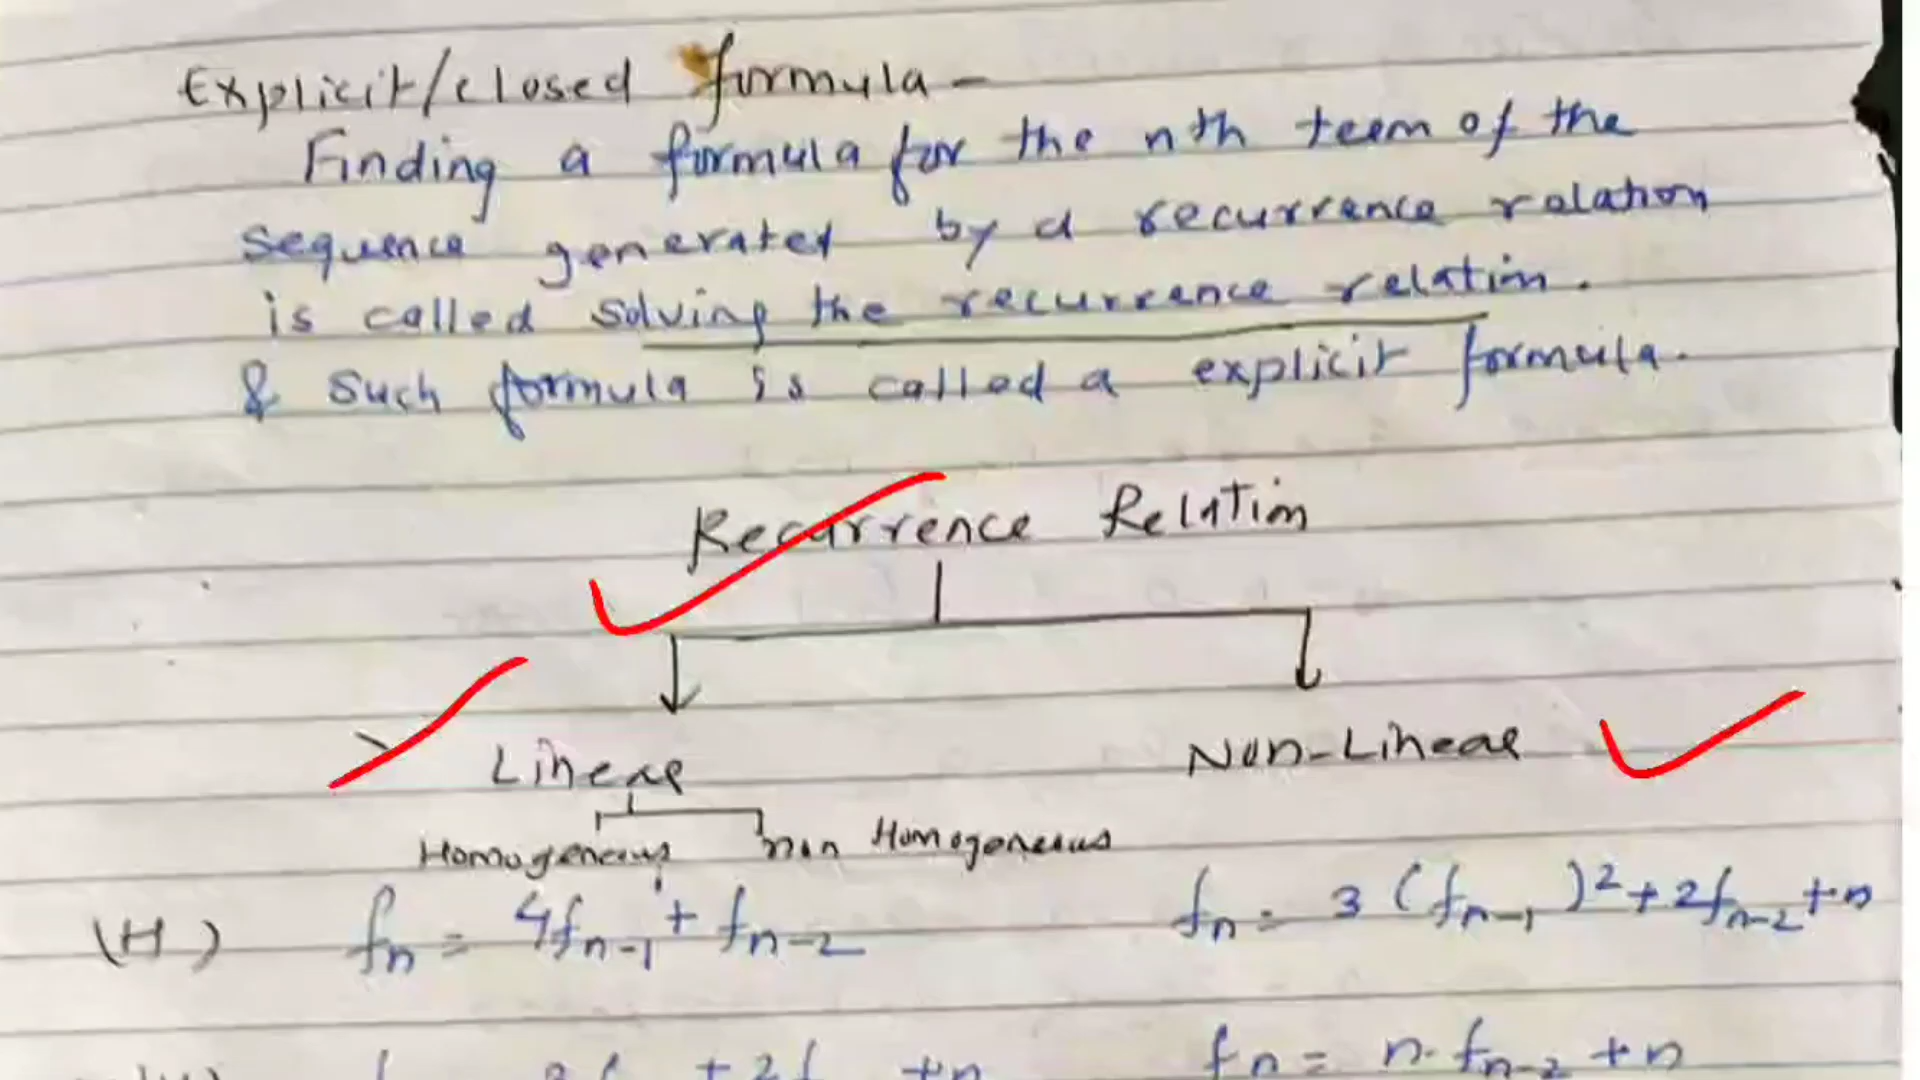 Explicit/closed formula -
Finding a formula for the nth term of the
sequence generated by a recurrence relation
is called solving the recurrence relation.
& such formula is called a explicit formula.
Recurrence Relation
Linear
Non-Linear
Homogeneous non Homogeneous
(H) fn = 4fn-1 + fn-2
fn = 3 (fn-1)² + 2fn-2 + n
+ 2f +n
fn = n. fn-2 + n